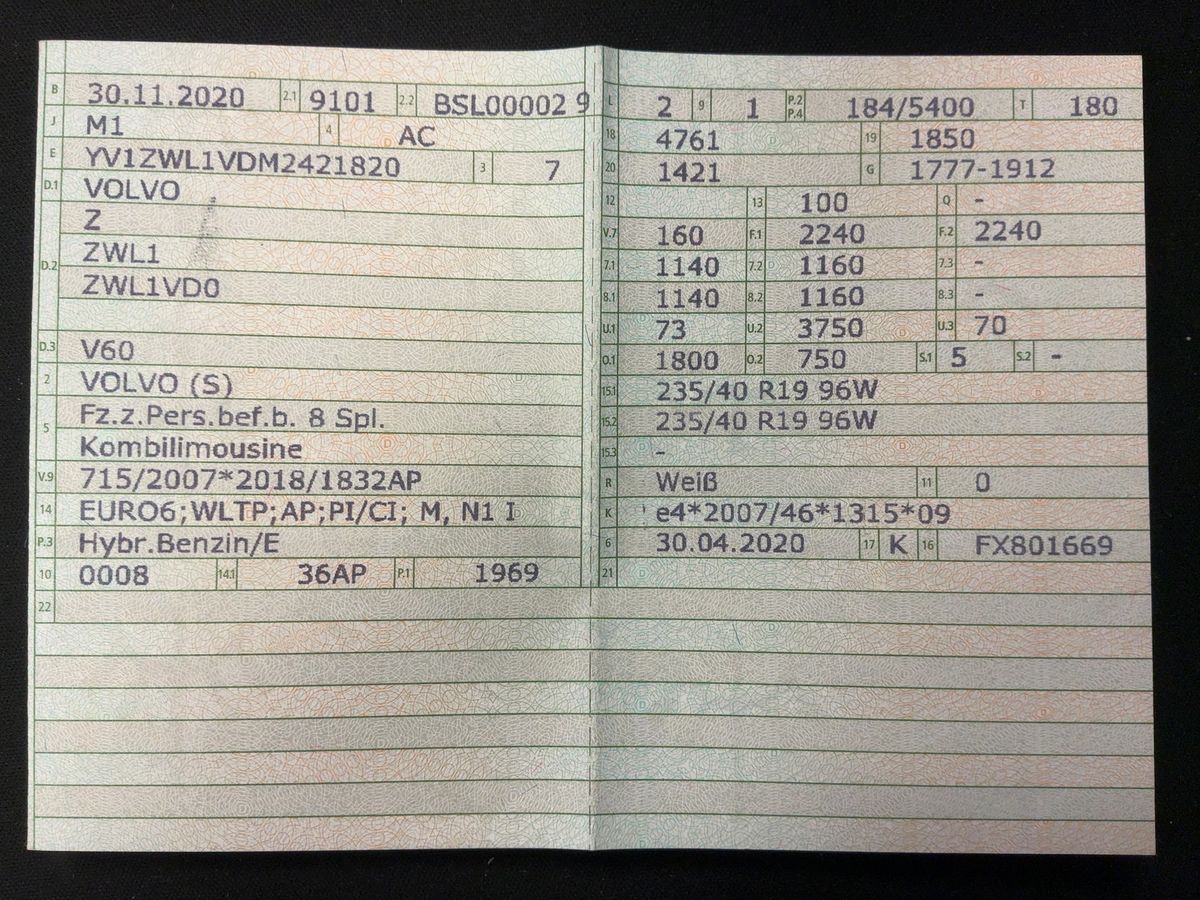 B 30.11.2020 2.1 9101 2.2 BSL00002 9
J M1 4 AC
E YV1ZWL1VDM2421820 3 7
D.1 VOLVO
Z
D.2 ZWL1
ZWL1VD0
D.3 V60
2 VOLVO (S)
5 Fz.z.Pers.bef.b. 8 Spl.
Kombilimousine
V.9 715/2007*2018/1832AP
14 EURO6;WLTP;AP;PI/CI; M, N1 I
P.3 Hybr.Benzin/E
10 0008 14.1 36AP P.1 1969
22
L 2 9 1 P.2 P.4 184/5400 T 180
18 4761 19 1850
20 1421 G 1777-1912
12 13 100 Q -
V.7 160 F.1 2240 F.2 2240
7.1 1140 7.2 1160 7.3 -
8.1 1140 8.2 1160 8.3 -
U.1 73 U.2 3750 U.3 70
O.1 1800 O.2 750 S.1 5 S.2 -
15.1 235/40 R19 96W
15.2 235/40 R19 96W
15.3 -
R Weiß 11 0
K e4*2007/46*1315*09
6 30.04.2020 17 K 16 FX801669
21